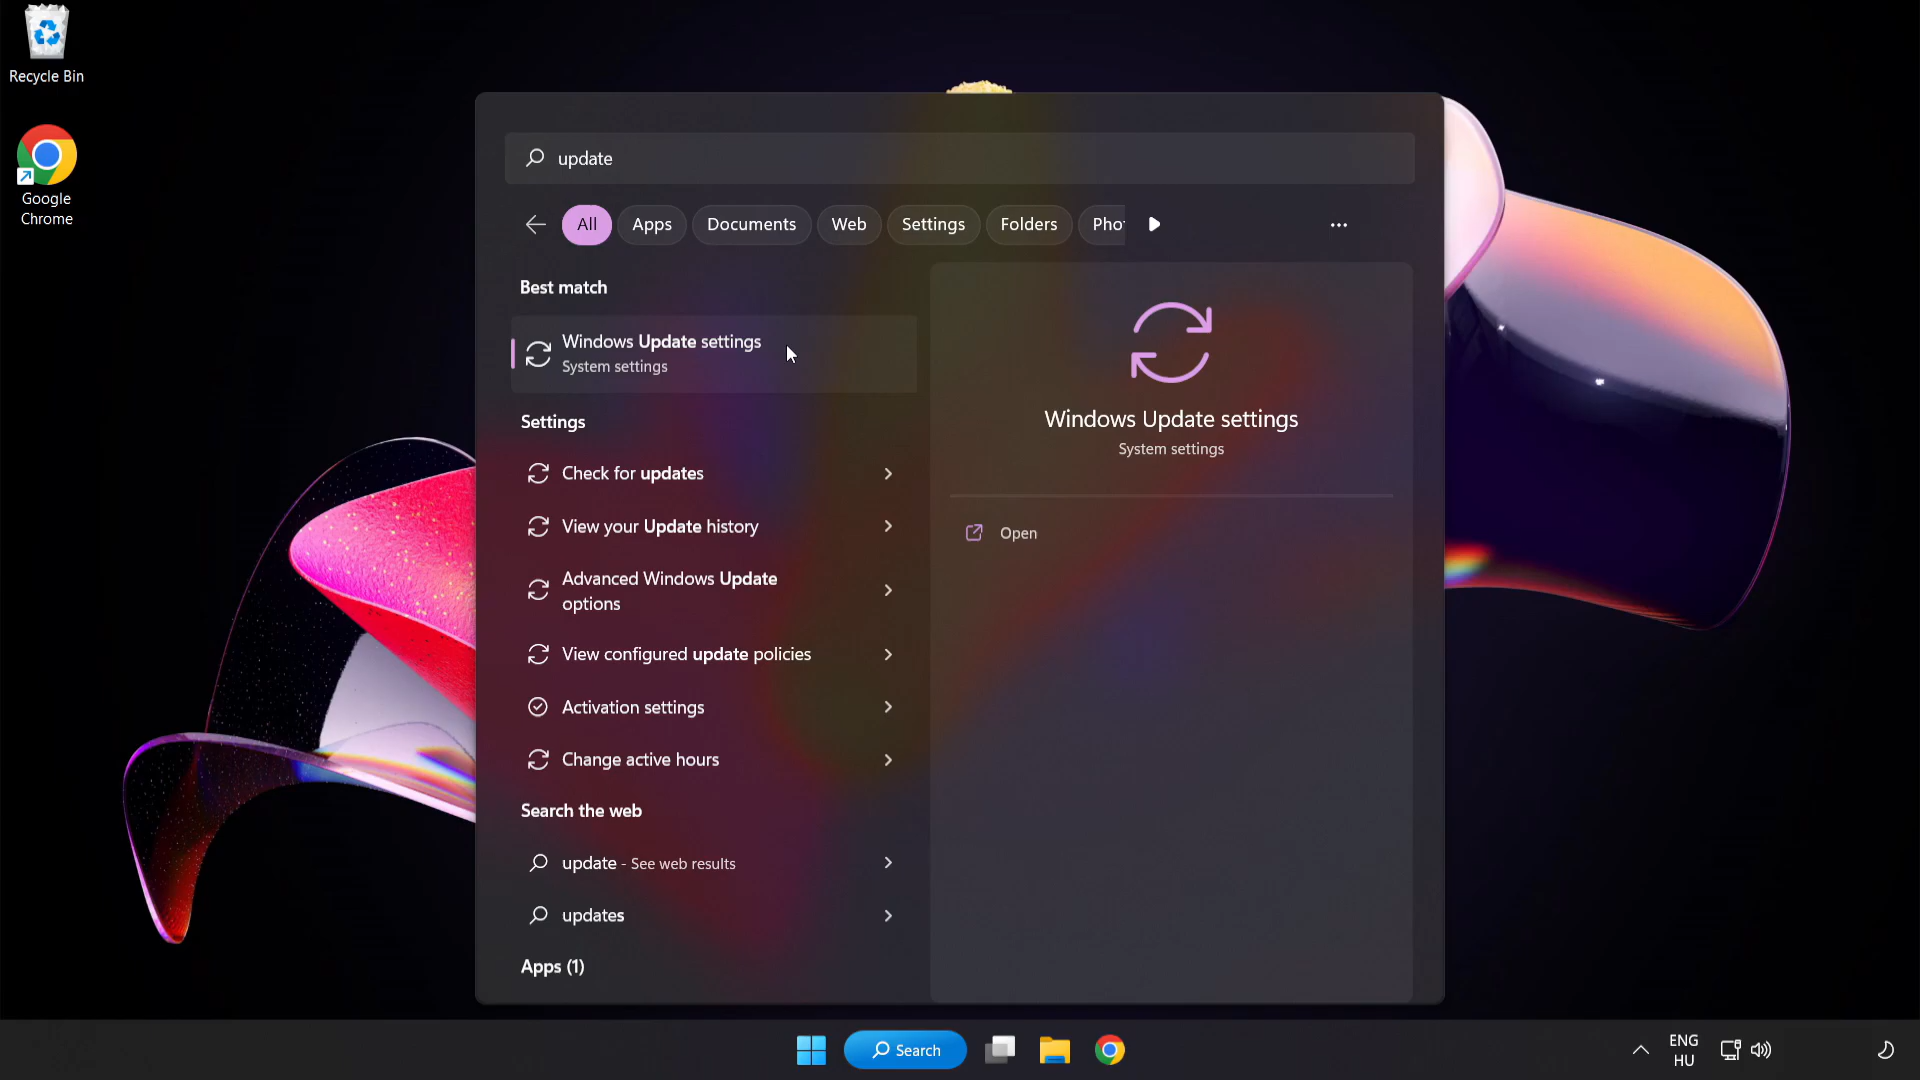 Recycle Bin
Google
Chrome
update
All
Apps
Documents
Web
Settings
Folders
Best match
Windows Update settings
System settings
Settings
Check for updates
View your Update history
Advanced Windows Update
options
View configured update policies
Activation settings
Change active hours
Search the web
update - See web results
updates
Apps (1)
Windows Update settings
System settings
Open
Search
ENG
HU